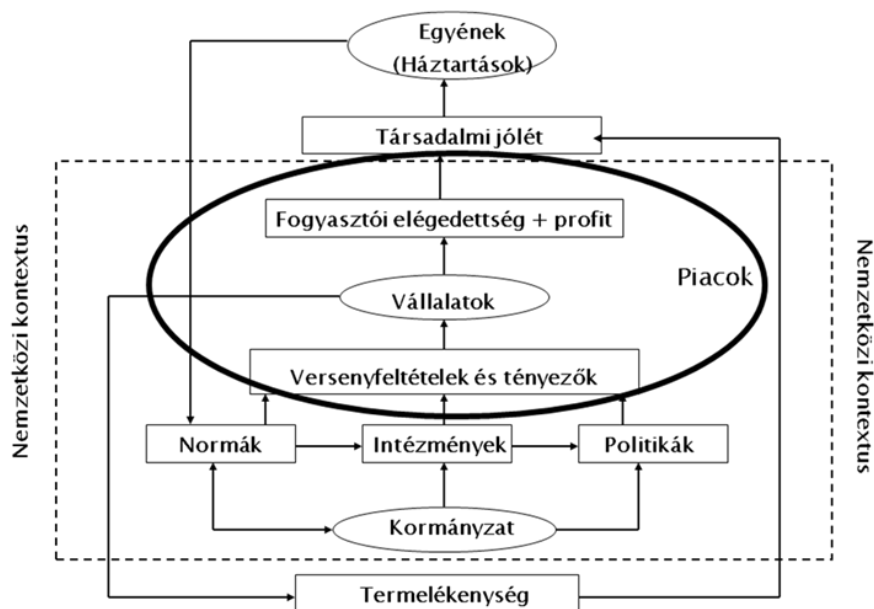 Egyének
(Háztartások)
Társadalmi jólét
Fogyasztói elégedettség + profit
Piacok
Vállalatok
Nemzetközi kontextus
Nemzetközi kontextus
Versenyfeltételek és tényezők
Normák
Intézmények
Politikák
Kormányzat
Termelékenység